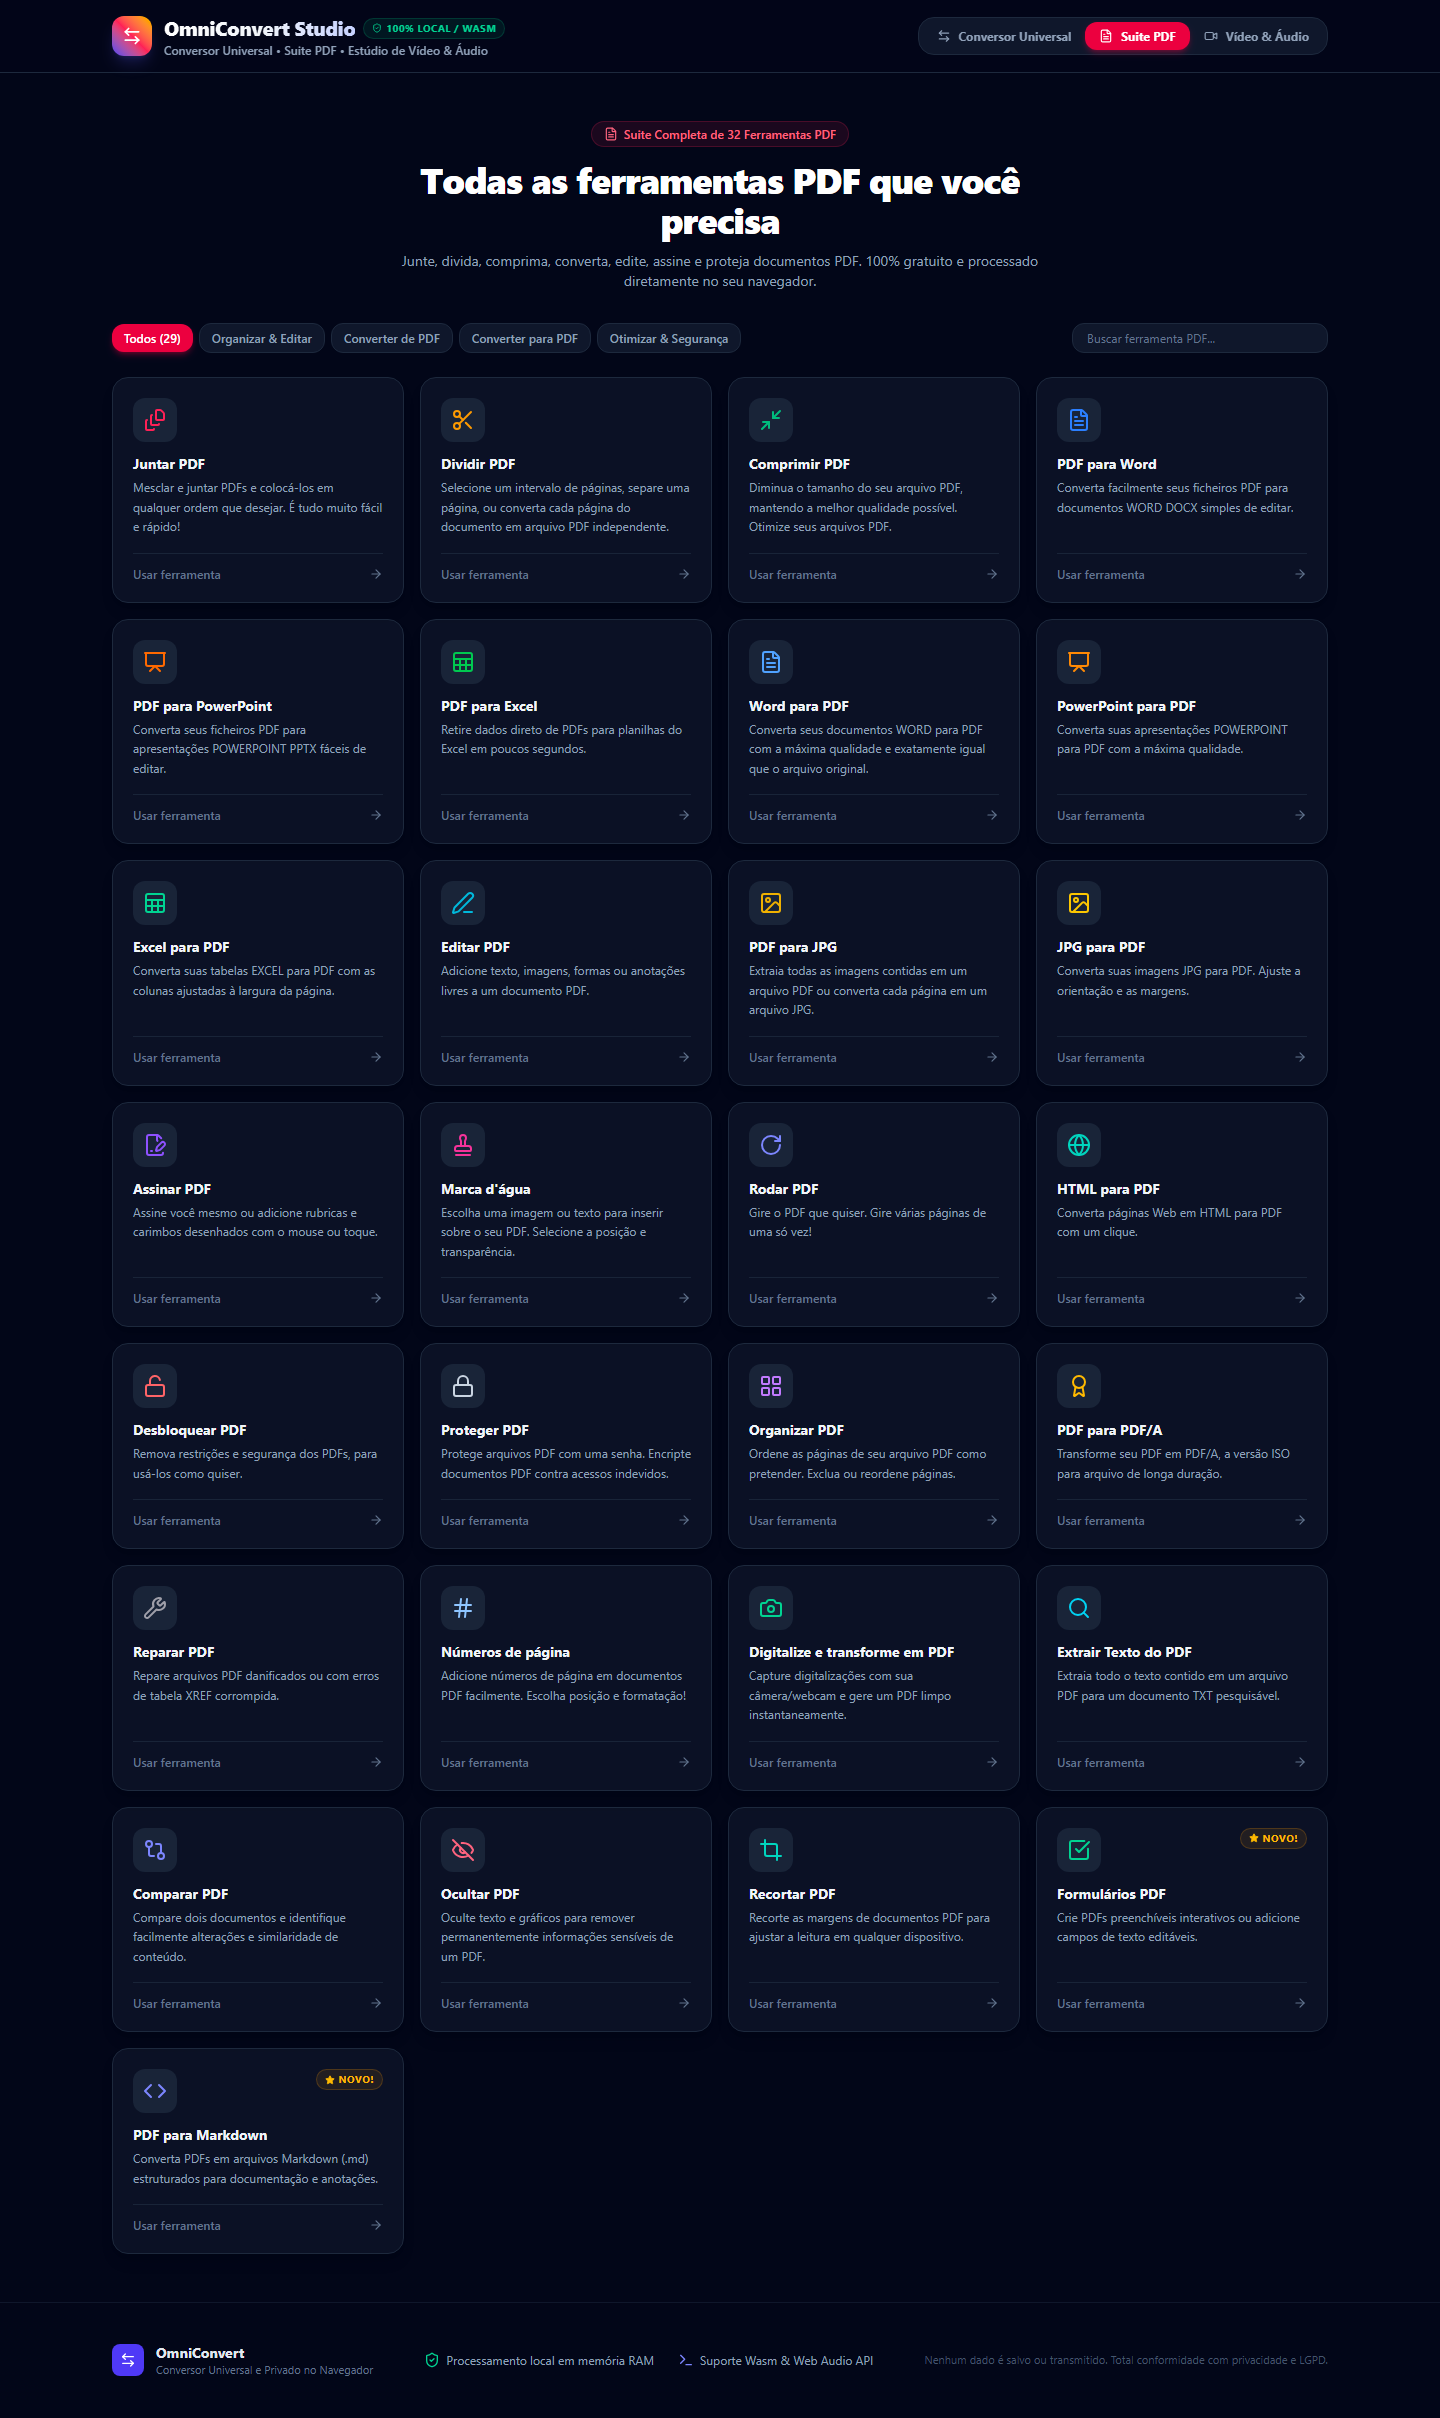 OmniConvert Studio
100% LOCAL / WASM
Conversor Universal • Suite PDF • Estúdio de Vídeo & Áudio
Conversor Universal
Suite PDF
Vídeo & Áudio
Suíte Completa de 32 Ferramentas PDF
Todas as ferramentas PDF que você
precisa
Junte, divida, comprima, converta, edite, assine e proteja documentos PDF. 100% gratuito e processado
diretamente no seu navegador.
Todos (29)
Organizar & Editar
Converter de PDF
Converter para PDF
Otimizar & Segurança
Buscar ferramenta PDF...
Juntar PDF
Mesclar e juntar PDFs e colocá-los em
qualquer ordem que desejar. É tudo muito fácil
e rápido!
Usar ferramenta
Dividir PDF
Selecione um intervalo de páginas, separe uma
página, ou converta cada página do
documento em arquivo PDF independente.
Usar ferramenta
Comprimir PDF
Diminua o tamanho do seu arquivo PDF,
mantendo a melhor qualidade possível.
Otimize seus arquivos PDF.
Usar ferramenta
PDF para Word
Converta facilmente seus ficheiros PDF para
documentos WORD DOCX simples de editar.
Usar ferramenta
PDF para PowerPoint
Converta seus ficheiros PDF para
apresentações POWERPOINT PPTX fáceis de
editar.
Usar ferramenta
PDF para Excel
Retire dados direto de PDFs para planilhas do
Excel em poucos segundos.
Usar ferramenta
Word para PDF
Converta seus documentos WORD para PDF
com a máxima qualidade e exatamente igual
que o arquivo original.
Usar ferramenta
PowerPoint para PDF
Converta suas apresentações POWERPOINT
para PDF com a máxima qualidade.
Usar ferramenta
Excel para PDF
Converta suas tabelas EXCEL para PDF com as
colunas ajustadas à largura da página.
Usar ferramenta
Editar PDF
Adicione texto, imagens, formas ou anotações
livres a um documento PDF.
Usar ferramenta
PDF para JPG
Extraia todas as imagens contidas em um
arquivo PDF ou converta cada página em um
arquivo JPG.
Usar ferramenta
JPG para PDF
Converta suas imagens JPG para PDF. Ajuste a
orientação e as margens.
Usar ferramenta
Assinar PDF
Assine você mesmo ou adicione rubricas e
carimbos desenhados com o mouse ou toque.
Usar ferramenta
Marca d'água
Escolha uma imagem ou texto para inserir
sobre o seu PDF. Selecione a posição e
transparência.
Usar ferramenta
Rodar PDF
Gire o PDF que quiser. Gire várias páginas de
uma só vez!
Usar ferramenta
HTML para PDF
Converta páginas Web em HTML para PDF
com um clique.
Usar ferramenta
Desbloquear PDF
Remova restrições e segurança dos PDFs, para
usá-los como quiser.
Usar ferramenta
Proteger PDF
Protege arquivos PDF com uma senha. Encripte
documentos PDF contra acessos indevidos.
Usar ferramenta
Organizar PDF
Ordene as páginas de seu arquivo PDF como
pretender. Exclua ou reordene páginas.
Usar ferramenta
PDF para PDF/A
Transforme seu PDF em PDF/A, a versão ISO
para arquivo de longa duração.
Usar ferramenta
Reparar PDF
Repare arquivos PDF danificados ou com erros
de tabela XREF corrompida.
Usar ferramenta
Números de página
Adicione números de página em documentos
PDF facilmente. Escolha posição e formatação!
Usar ferramenta
Digitalize e transforme em PDF
Capture digitalizações com sua
câmera/webcam e gere um PDF limpo
instantaneamente.
Usar ferramenta
Extrair Texto do PDF
Extraia todo o texto contido em um arquivo
PDF para um documento TXT pesquisável.
Usar ferramenta
Comparar PDF
Compare dois documentos e identifique
facilmente alterações e similaridade de
conteúdo.
Usar ferramenta
Ocultar PDF
Oculte texto e gráficos para remover
permanentemente informações sensíveis de
um PDF.
Usar ferramenta
Recortar PDF
Recorte as margens de documentos PDF para
ajustar a leitura em qualquer dispositivo.
Usar ferramenta
NOVO!
Formulários PDF
Crie PDFs preenchíveis interativos ou adicione
campos de texto editáveis.
Usar ferramenta
NOVO!
PDF para Markdown
Converta PDFs em arquivos Markdown (.md)
estruturados para documentação e anotações.
Usar ferramenta
OmniConvert
Conversor Universal e Privado no Navegador
Processamento local em memória RAM
Suporte Wasm & Web Audio API
Nenhum dado é salvo ou transmitido. Total conformidade com privacidade e LGPD.